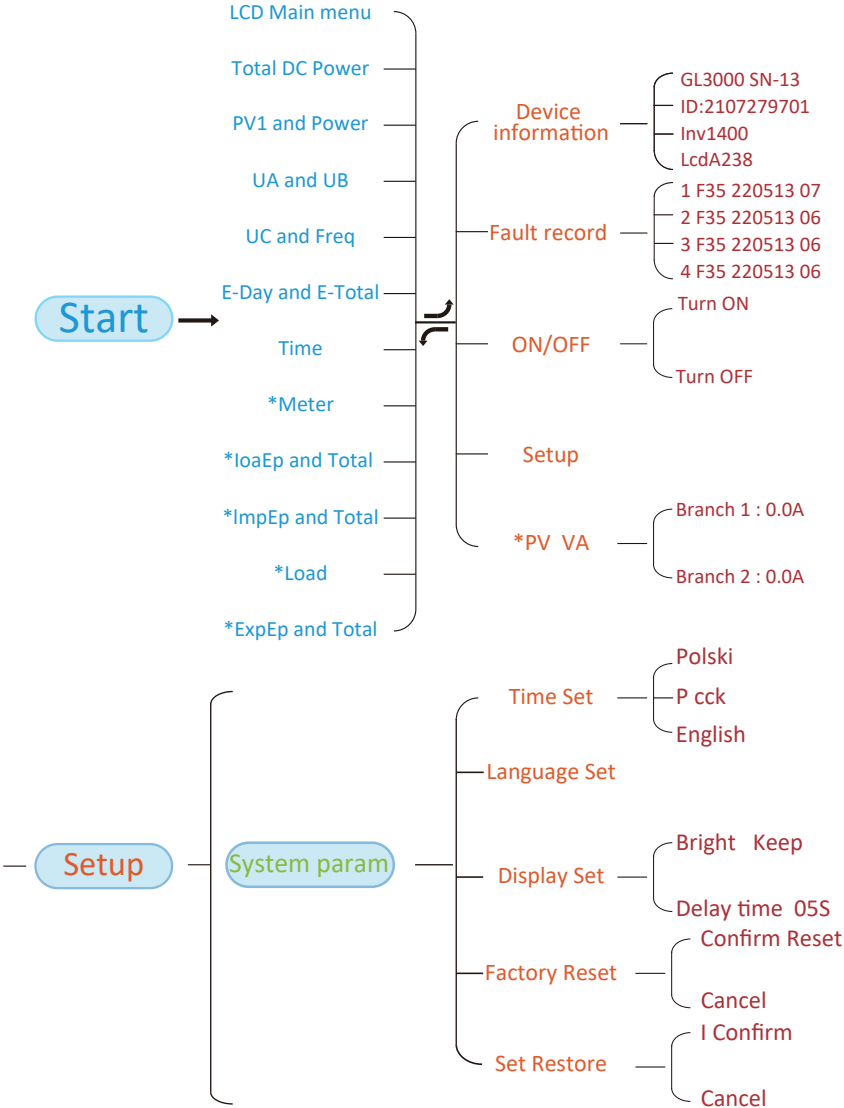 LCD Main menu
Total DC Power
PV1 and Power
UA and UB
UC and Freq
E-Day and E-Total
Time
*Meter
*IoaEp and Total
*ImpEp and Total
*Load
*ExpEp and Total
Start
Device
information
GL3000 SN-13
ID:2107279701
Inv1400
LcdA238
Fault record
1 F35 220513 07
2 F35 220513 06
3 F35 220513 06
4 F35 220513 06
ON/OFF
Turn ON
Turn OFF
Setup
*PV VA
Branch 1 : 0.0A
Branch 2 : 0.0A
Setup
System param
Time Set
Polski
P cck
English
Language Set
Display Set
Bright Keep
Delay time 05S
Factory Reset
Confirm Reset
Cancel
Set Restore
I Confirm
Cancel